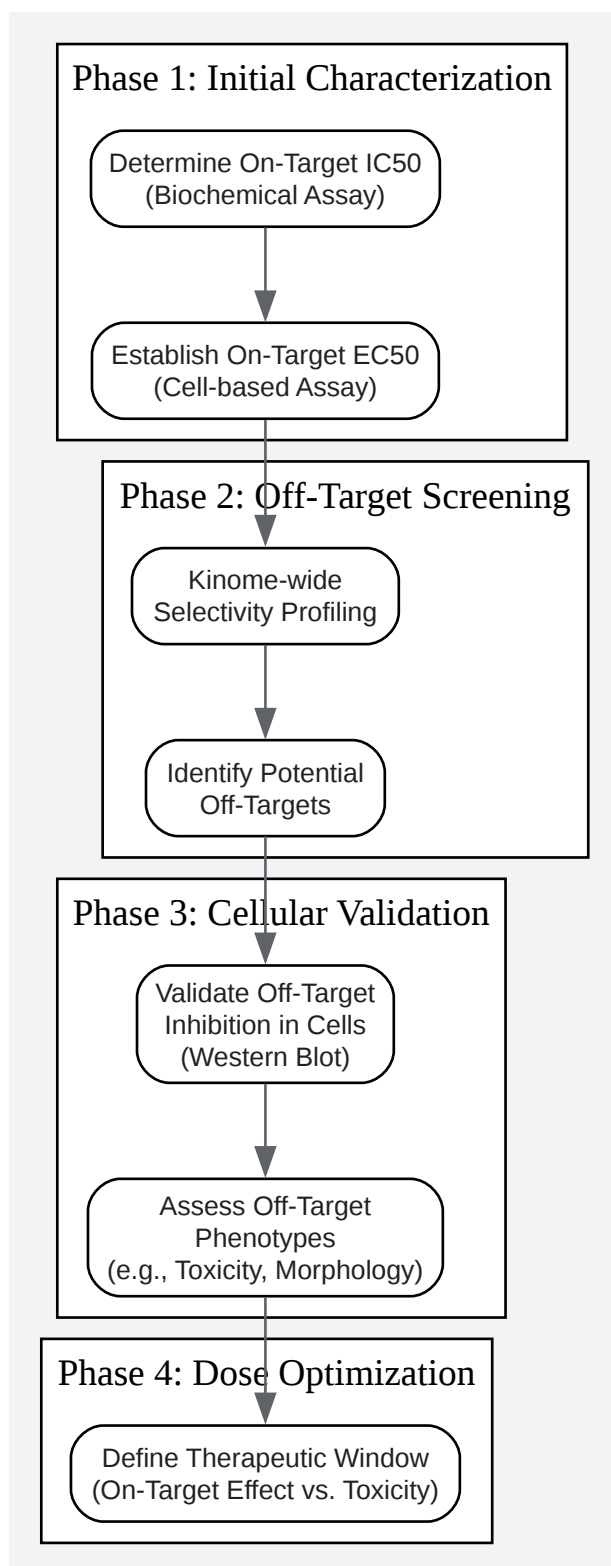 Phase 1: Initial Characterization
Determine On-Target IC50
(Biochemical Assay)
Establish On-Target EC50
(Cell-based Assay)
Phase 2: Off-Target Screening
Kinome-wide
Selectivity Profiling
Identify Potential
Off-Targets
Phase 3: Cellular Validation
Validate Off-Target
Inhibition in Cells
(Western Blot)
Assess Off-Target
Phenotypes
(e.g., Toxicity, Morphology)
Phase 4: Dose Optimization
Define Therapeutic Window
(On-Target Effect vs. Toxicity)